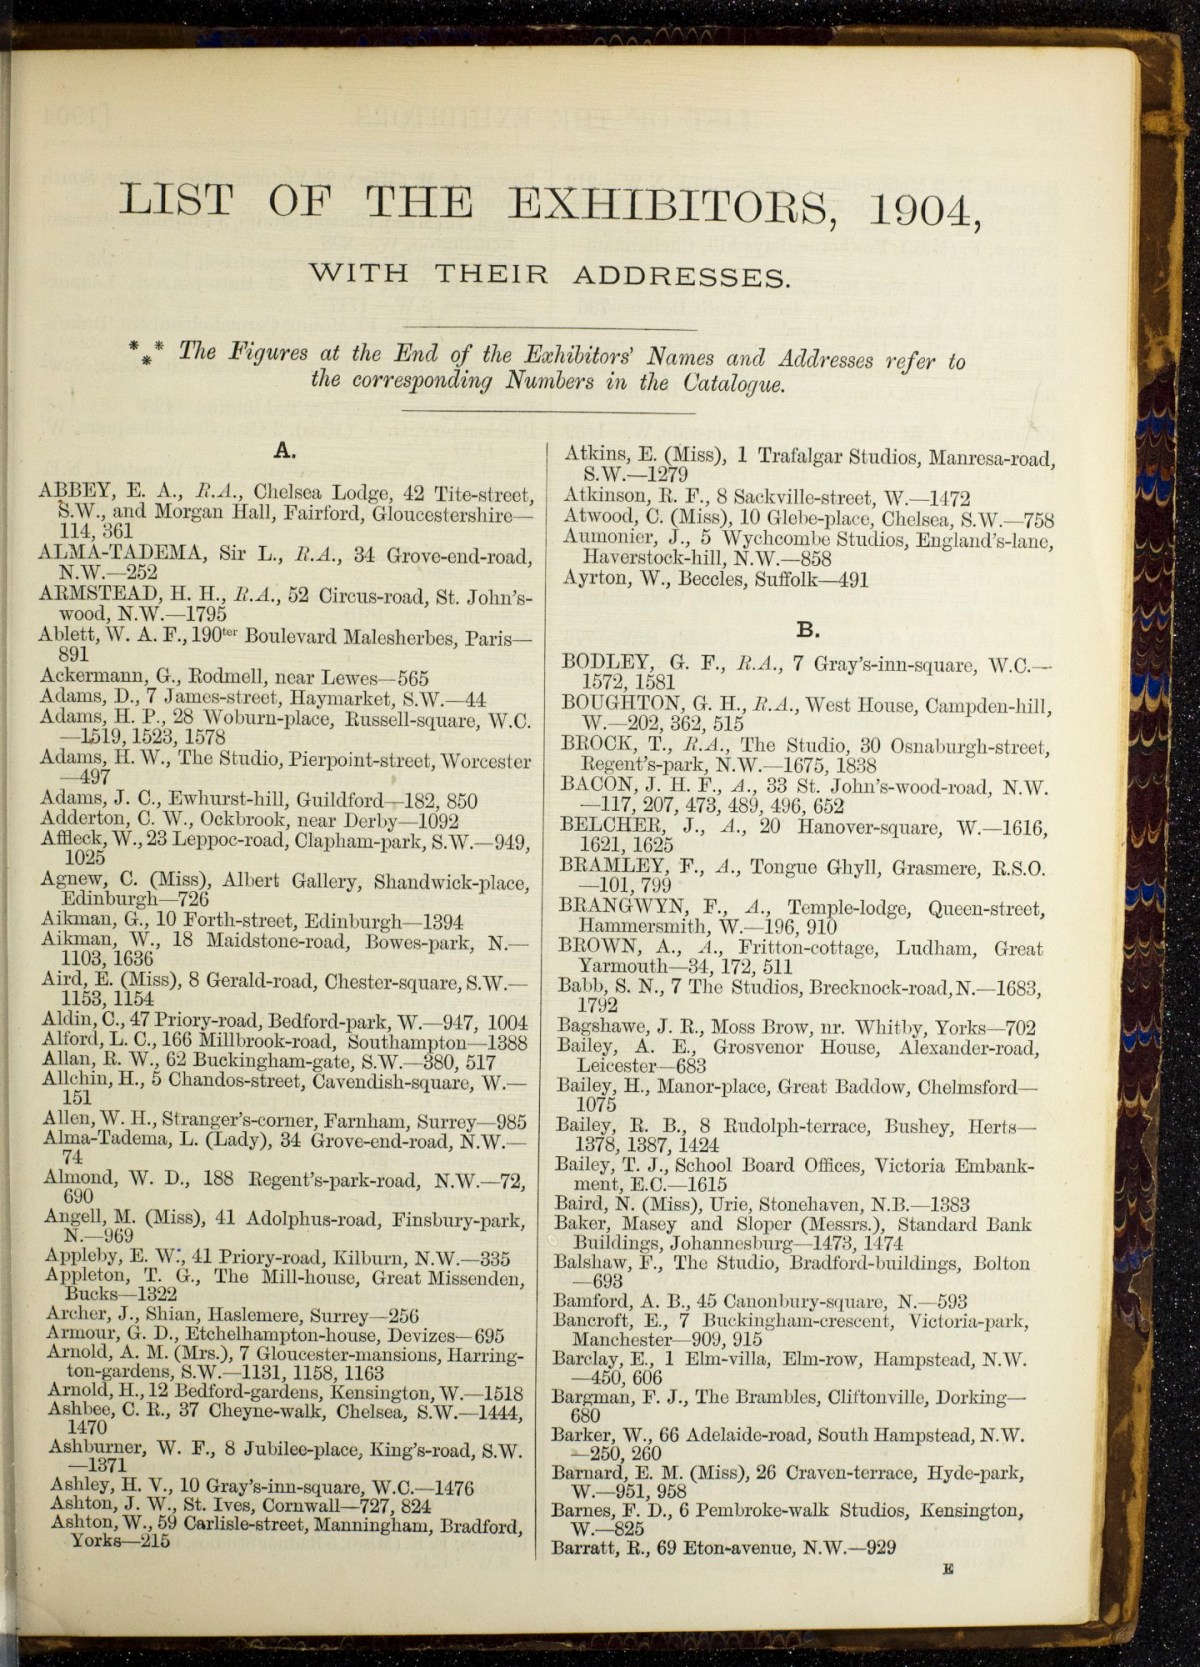 LIST OF THE EXHIBITORS, 1904,
WITH THEIR ADDRESSES.
*** The Figures at the End of the Exhibitors' Names and Addresses refer to
the corresponding Numbers in the Catalogue.
A.
ABBEY, E. A., R.A., Chelsea Lodge, 42 Tite-street,
S.W., and Morgan Hall, Fairford, Gloucestershire—
114, 361
ALMA-TADEMA, Sir L., R.A., 34 Grove-end-road,
N.W.—252
ARMSTEAD, H. H., R.A., 52 Circus-road, St. John's-
wood, N.W.—1795
Ablett, W. A. F., 190ter Boulevard Malesherbes, Paris—
891
Ackermann, G., Rodmell, near Lewes—565
Adams, D., 7 James-street, Haymarket, S.W.—44
Adams, H. P., 28 Woburn-place, Russell-square, W.C.
—1519, 1523, 1578
Adams, H. W., The Studio, Pierpoint-street, Worcester
—497
Adams, J. C., Ewhurst-hill, Guildford—182, 850
Adderton, C. W., Ockbrook, near Derby—1092
Affleck, W., 23 Leppoc-road, Clapham-park, S.W.—949,
1025
Agnew, C. (Miss), Albert Gallery, Shandwick-place,
Edinburgh—726
Aikman, G., 10 Forth-street, Edinburgh—1394
Aikman, W., 18 Maidstone-road, Bowes-park, N.—
1103, 1636
Aird, E. (Miss), 8 Gerald-road, Chester-square, S.W.—
1153, 1154
Aldin, C., 47 Priory-road, Bedford-park, W.—947, 1004
Alford, L. C., 166 Millbrook-road, Southampton—1388
Allan, R. W., 62 Buckingham-gate, S.W.—380, 517
Allchin, H., 5 Chandos-street, Cavendish-square, W.—
151
Allen, W. H., Stranger's-corner, Farnham, Surrey—985
Alma-Tadema, L. (Lady), 34 Grove-end-road, N.W.—
74
Almond, W. D., 188 Regent's-park-road, N.W.—72,
690
Angell, M. (Miss), 41 Adolphus-road, Finsbury-park,
N.—969
Appleby, E. W., 41 Priory-road, Kilburn, N.W.—335
Appleton, T. G., The Mill-house, Great Missenden,
Bucks—1322
Archer, J., Shian, Haslemere, Surrey—256
Armour, G. D., Etchelhampton-house, Devizes—695
Arnold, A. M. (Mrs.), 7 Gloucester-mansions, Harring-
ton-gardens, S.W.—1131, 1158, 1163
Arnold, H., 12 Bedford-gardens, Kensington, W.—1518
Ashbee, C. R., 37 Cheyne-walk, Chelsea, S.W.—1444,
1470
Ashburner, W. F., 8 Jubilee-place, King's-road, S.W.
—1371
Ashley, H. V., 10 Gray's-inn-square, W.C.—1476
Ashton, J. W., St. Ives, Cornwall—727, 824
Ashton, W., 59 Carlisle-street, Manningham, Bradford,
Yorks—215
Atkins, E. (Miss), 1 Trafalgar Studios, Manresa-road,
S.W.—1279
Atkinson, R. F., 8 Sackville-street, W.—1472
Atwood, C. (Miss), 10 Glebe-place, Chelsea, S.W.—758
Aumonier, J., 5 Wychcombe Studios, England's-lane,
Haverstock-hill, N.W.—858
Ayrton, W., Beccles, Suffolk—491
B.
BODLEY, G. F., R.A., 7 Gray's-inn-square, W.C.—
1572, 1581
BOUGHTON, G. H., R.A., West House, Campden-hill,
W.—202, 362, 515
BROCK, T., R.A., The Studio, 30 Osnaburgh-street,
Regent's-park, N.W.—1675, 1838
BACON, J. H. F., A., 33 St. John's-wood-road, N.W.
—117, 207, 473, 489, 496, 652
BELCHER, J., A., 20 Hanover-square, W.—1616,
1621, 1625
BRAMLEY, F., A., Tongue Ghyll, Grasmere, R.S.O.
—101, 799
BRANGWYN, F., A., Temple-lodge, Queen-street,
Hammersmith, W.—196, 910
BROWN, A., A., Fritton-cottage, Ludham, Great
Yarmouth—34, 172, 511
Babb, S. N., 7 The Studios, Brecknock-road, N.—1683,
1792
Bagshawe, J. R., Moss Brow, nr. Whitby, Yorks—702
Bailey, A. E., Grosvenor House, Alexander-road,
Leicester—683
Bailey, H., Manor-place, Great Baddow, Chelmsford—
1075
Bailey, R. B., 8 Rudolph-terrace, Bushey, Herts—
1378, 1387, 1424
Bailey, T. J., School Board Offices, Victoria Embank-
ment, E.C.—1615
Baird, N. (Miss), Urie, Stonehaven, N.B.—1383
Baker, Masey and Sloper (Messrs.), Standard Bank
Buildings, Johannesburg—1473, 1474
Balshaw, F., The Studio, Bradford-buildings, Bolton
—693
Bamford, A. B., 45 Canonbury-square, N.—593
Bancroft, E., 7 Buckingham-crescent, Victoria-park,
Manchester—909, 915
Barclay, E., 1 Elm-villa, Elm-row, Hampstead, N.W.
—450, 606
Bargman, F. J., The Brambles, Cliftonville, Dorking—
680
Barker, W., 66 Adelaide-road, South Hampstead, N.W.
—250, 260
Barnard, E. M. (Miss), 26 Craven-terrace, Hyde-park,
W.—951, 958
Barnes, F. D., 6 Pembroke-walk Studios, Kensington,
W.—825
Barratt, R., 69 Eton-avenue, N.W.—929
E